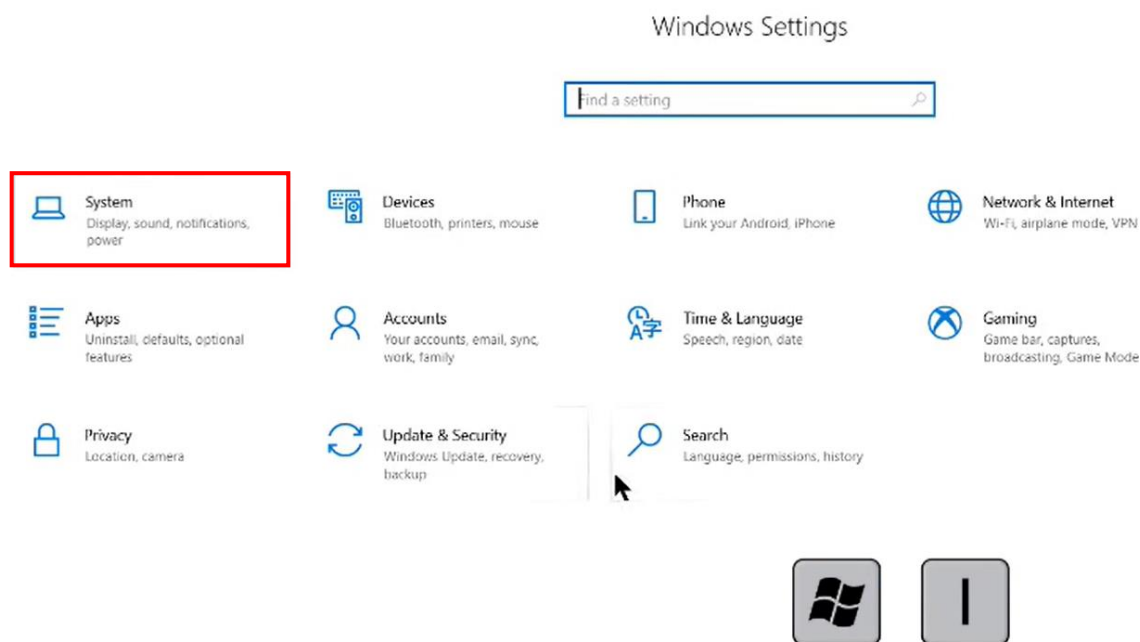 Windows Settings
Find a setting
System
Display, sound, notifications,
power
Devices
Bluetooth, printers, mouse
Phone
Link your Android, iPhone
Network & Internet
Wi-Fi, airplane mode, VPN
Apps
Uninstall, defaults, optional
features
Accounts
Your accounts, email, sync,
work, family
Time & Language
Speech, region, date
Gaming
Game bar, captures,
broadcasting, Game Mode
Privacy
Location, camera
Update & Security
Windows Update, recovery,
backup
Search
Language, permissions, history
I